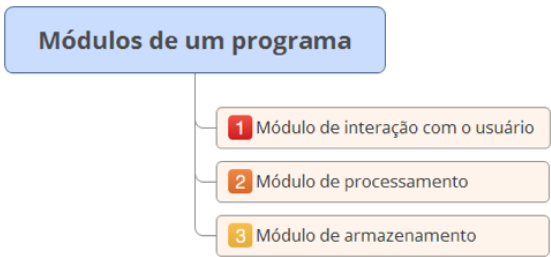 Módulos de um programa
1 Módulo de interação com o usuário
2 Módulo de processamento
3 Módulo de armazenamento